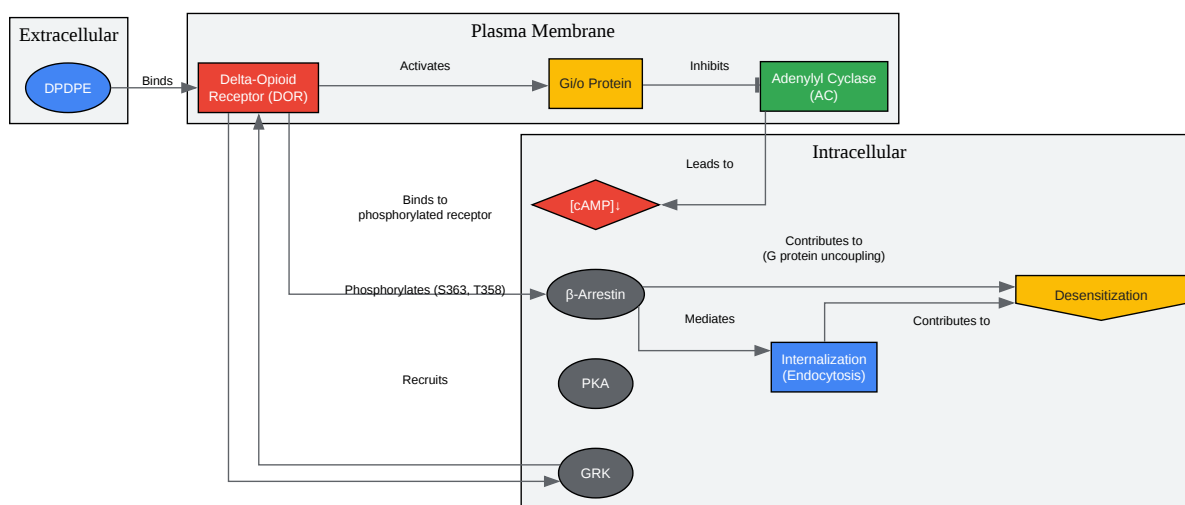 Extracellular
Plasma Membrane
DPDPE
Binds
Delta-Opioid
Receptor (DOR)
Activates
Gi/o Protein
Inhibits
Adenylyl Cyclase
(AC)
Intracellular
Leads to
[cAMP]↓
Binds to
phosphorylated receptor
Contributes to
(G protein uncoupling)
Phosphorylates (S363, T358)
β-Arrestin
Desensitization
Mediates
Contributes to
Internalization
(Endocytosis)
Recruits
PKA
GRK